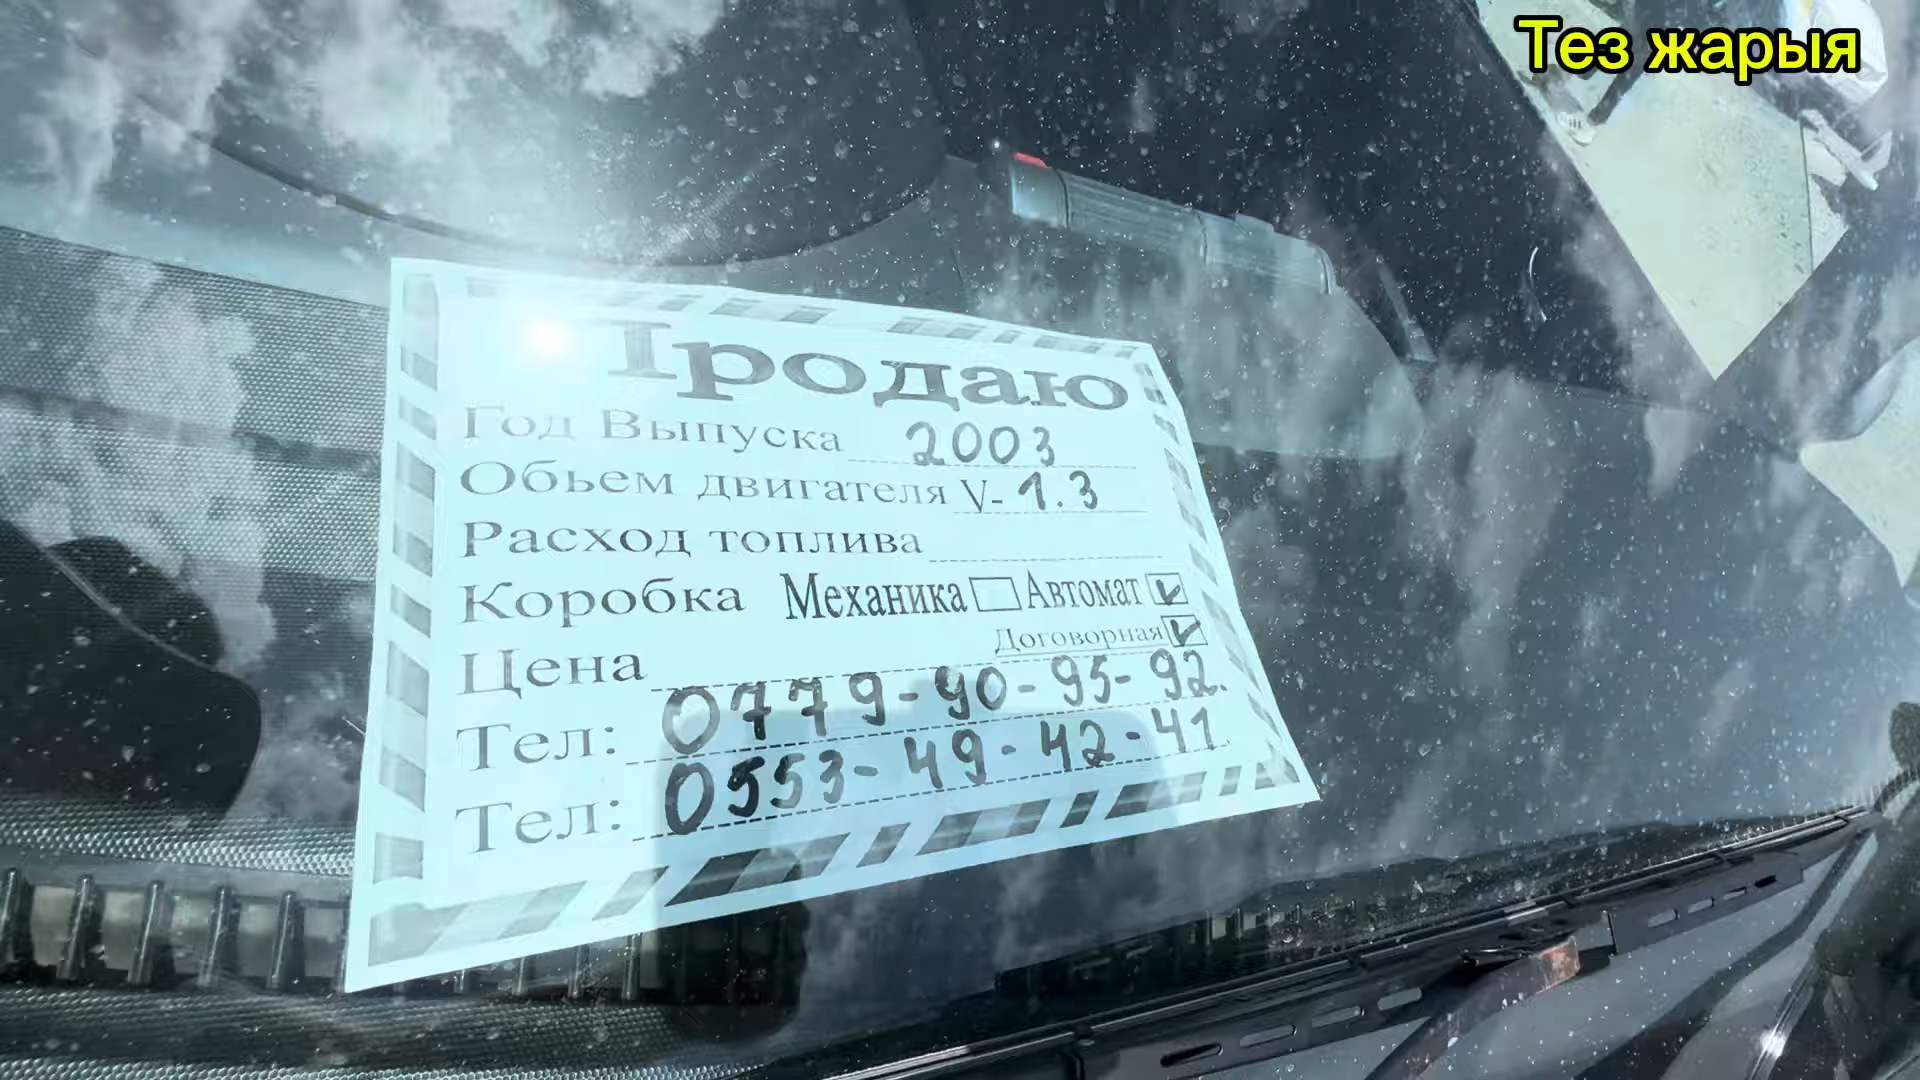 Тез жарыя
Продаю
Год Выпуска 2003
Обьем двигателя V-1.3
Расход топлива
Коробка Механика Автомат
Договорная
Цена
Тел: 0779-90-95-92.
Тел: 0553-49-42-41